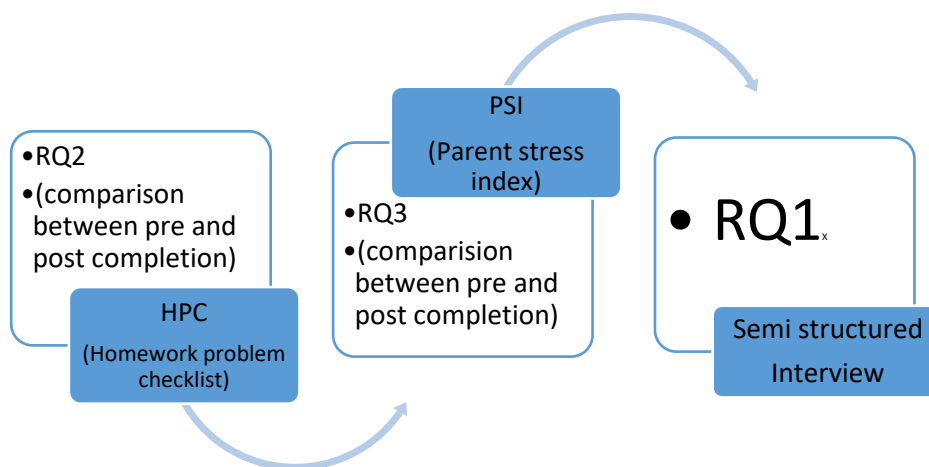 •RQ2
•(comparison
between pre and
post completion)
HPC
(Homework problem
checklist)
PSI
(Parent stress
index)
•RQ3
•(comparision
between pre and
post completion)
• RQ1x
Semi structured
Interview